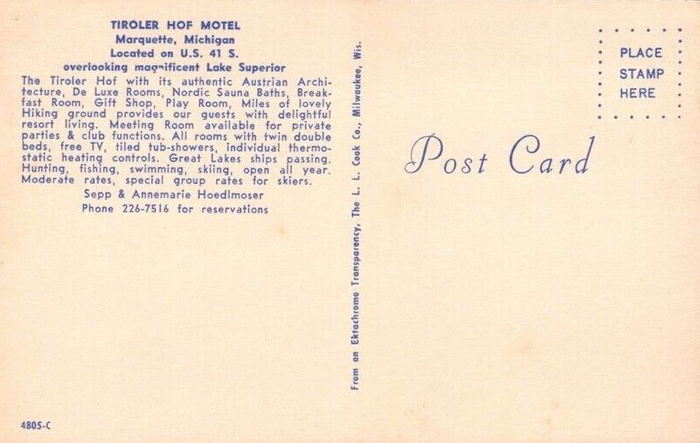 TIROLER HOF MOTEL
Marquette, Michigan
Located on U.S. 41 S.
overlooking magnificent Lake Superior
The Tiroler Hof with its authentic Austrian Archi-
tecture, De Luxe Rooms, Nordic Sauna Baths, Break-
fast Room, Gift Shop, Play Room, Miles of lovely
Hiking ground provides our guests with delightful
resort living. Meeting Room available for private
parties & club functions. All rooms with twin double
beds, free TV, tiled tub-showers, individual thermo-
static heating controls. Great Lakes ships passing.
Hunting, fishing, swimming, skiing, open all year.
Moderate rates, special group rates for skiers.
Sepp & Annemarie Hoedlmoser
Phone 226-7516 for reservations
4805-C
From an Ektachrome Transparency, The L. L. Cook Co., Milwaukee, Wis.
Post Card
PLACE
STAMP
HERE